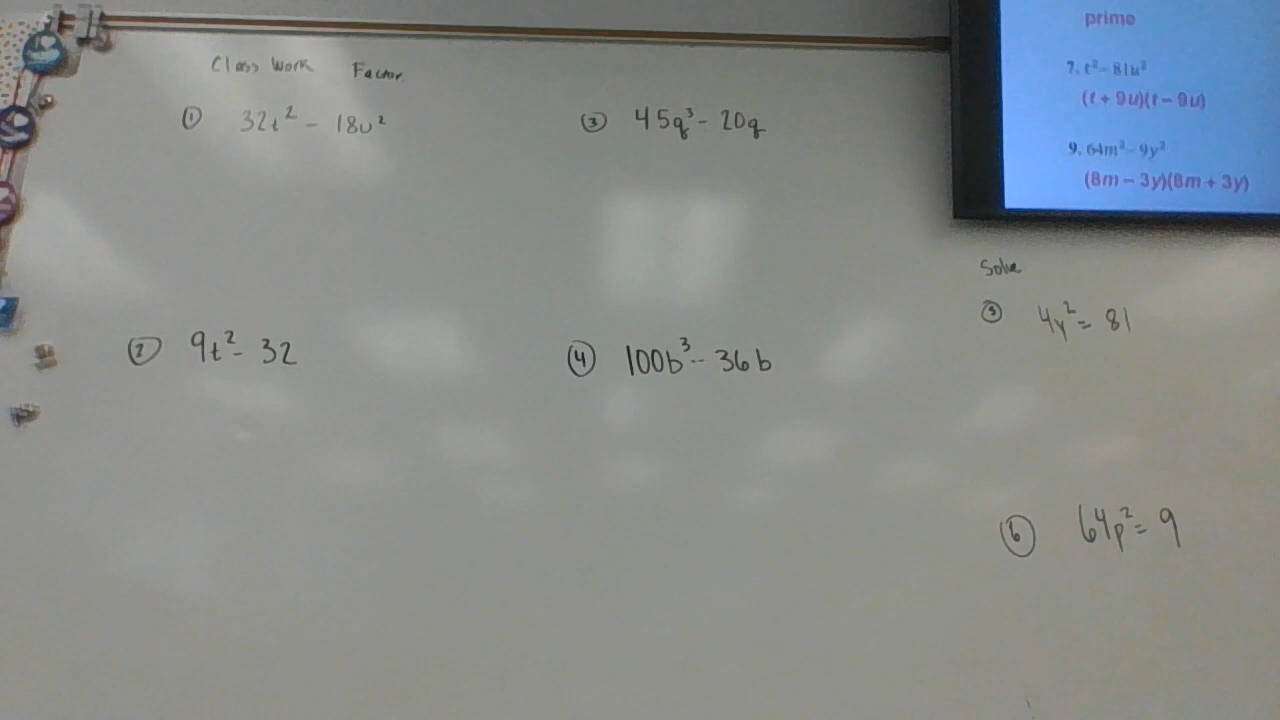 Class Work Factor
① 32t² - 18u²
② 9t² - 32
③ 45q³ - 20q
④ 100b³ - 36b
Solve
⑤ 4y² = 81
⑥ 64p² = 9
prime
7. t² - 81u²
(t + 9u)(t - 9u)
9. 64m² - 9y²
(8m - 3y)(8m + 3y)